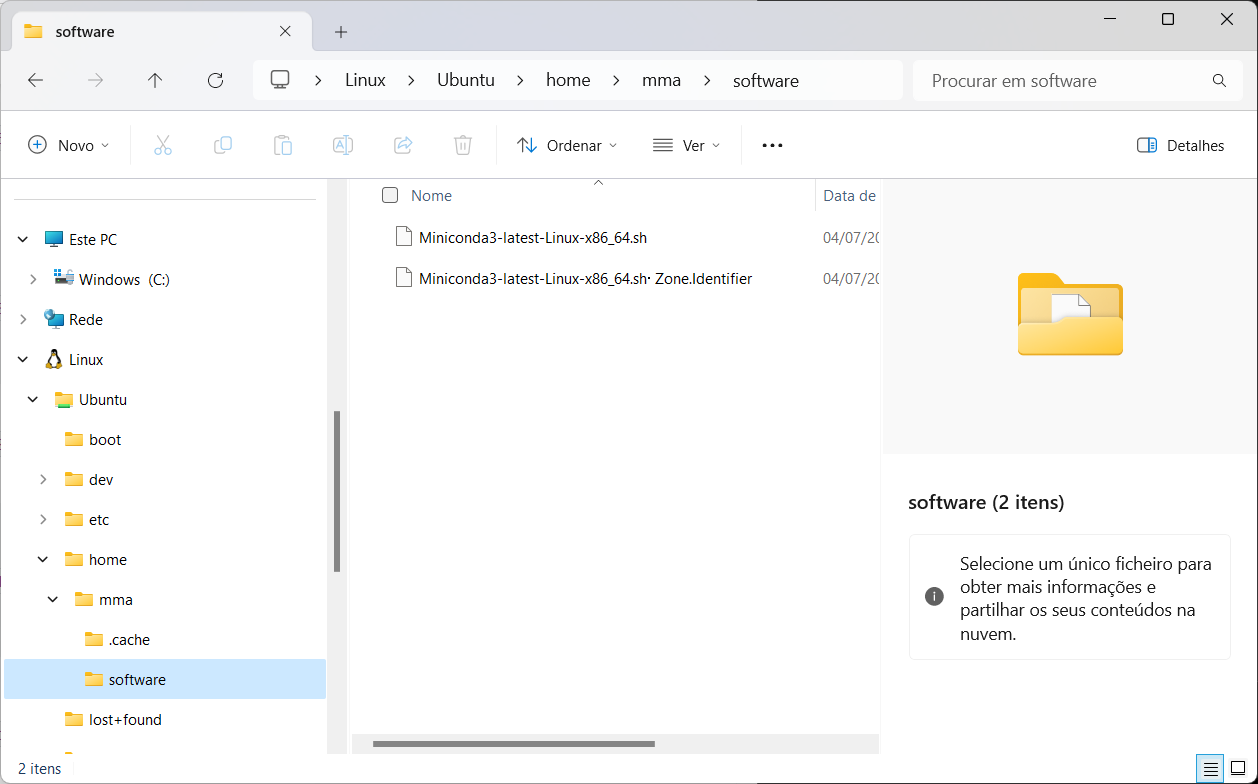 software
Linux
Ubuntu
home
mma
software
Procurar em software
Novo
Ordenar
Ver
Detalhes
Este PC
Windows (C:)
Rede
Linux
Ubuntu
boot
dev
etc
home
mma
.cache
software
lost+found
Nome
Data de
Miniconda3-latest-Linux-x86_64.sh
04/07/20
Miniconda3-latest-Linux-x86_64.sh· Zone.Identifier
04/07/20
software (2 itens)
Selecione um único ficheiro para
obter mais informações e
partilhar os seus conteúdos na
nuvem.
2 itens